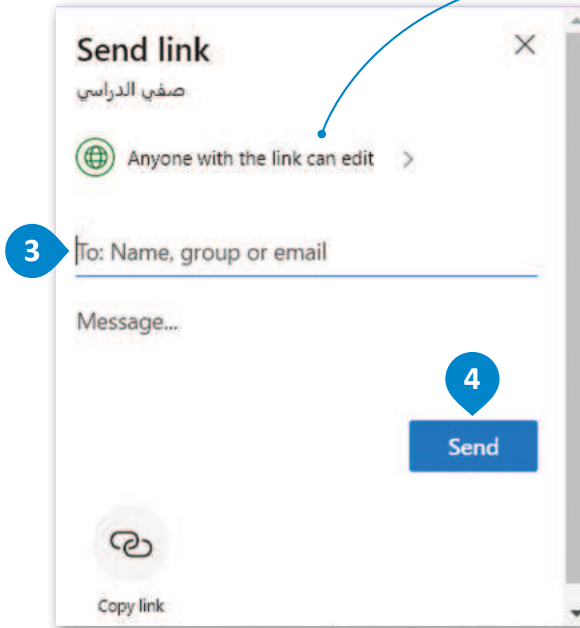 Send link
صفي الدراسي
Anyone with the link can edit
3
To: Name, group or email
Message...
4
Send
Copy link